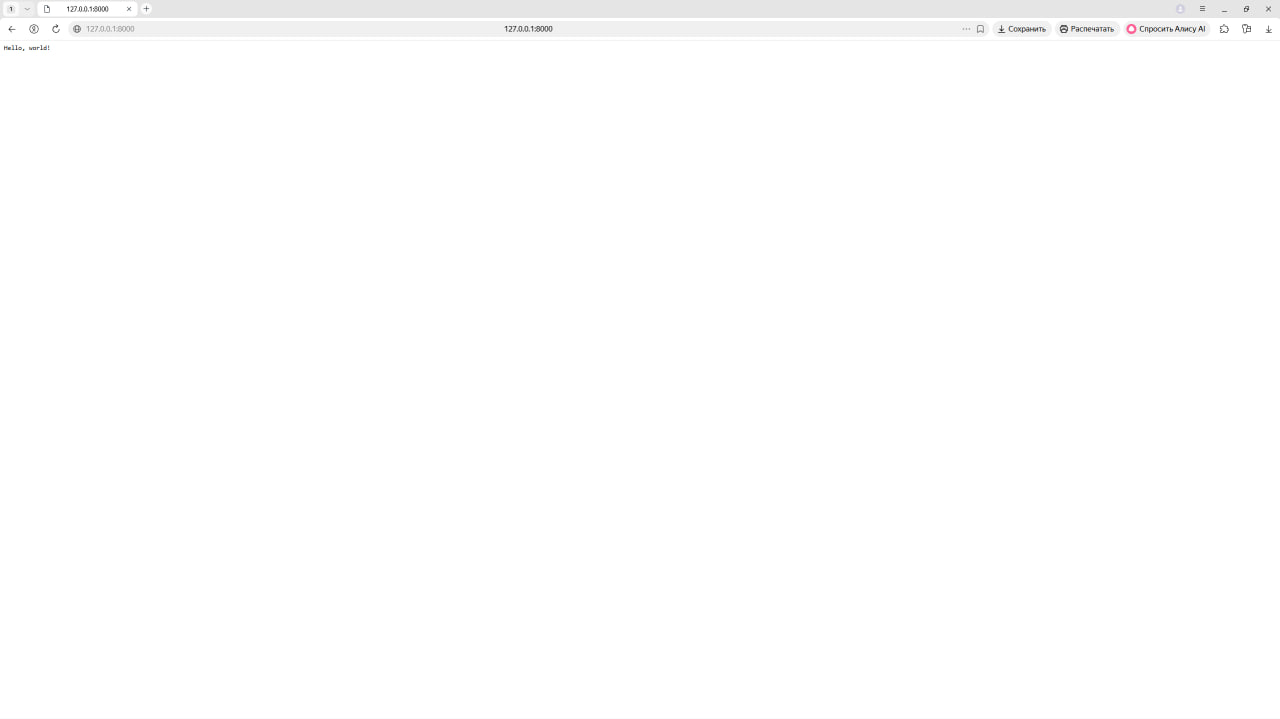 1
127.0.0.1:8000
127.0.0.1:8000
127.0.0.1:8000
Сохранить
Распечатать
Спросить Алису AI
Hello, world!